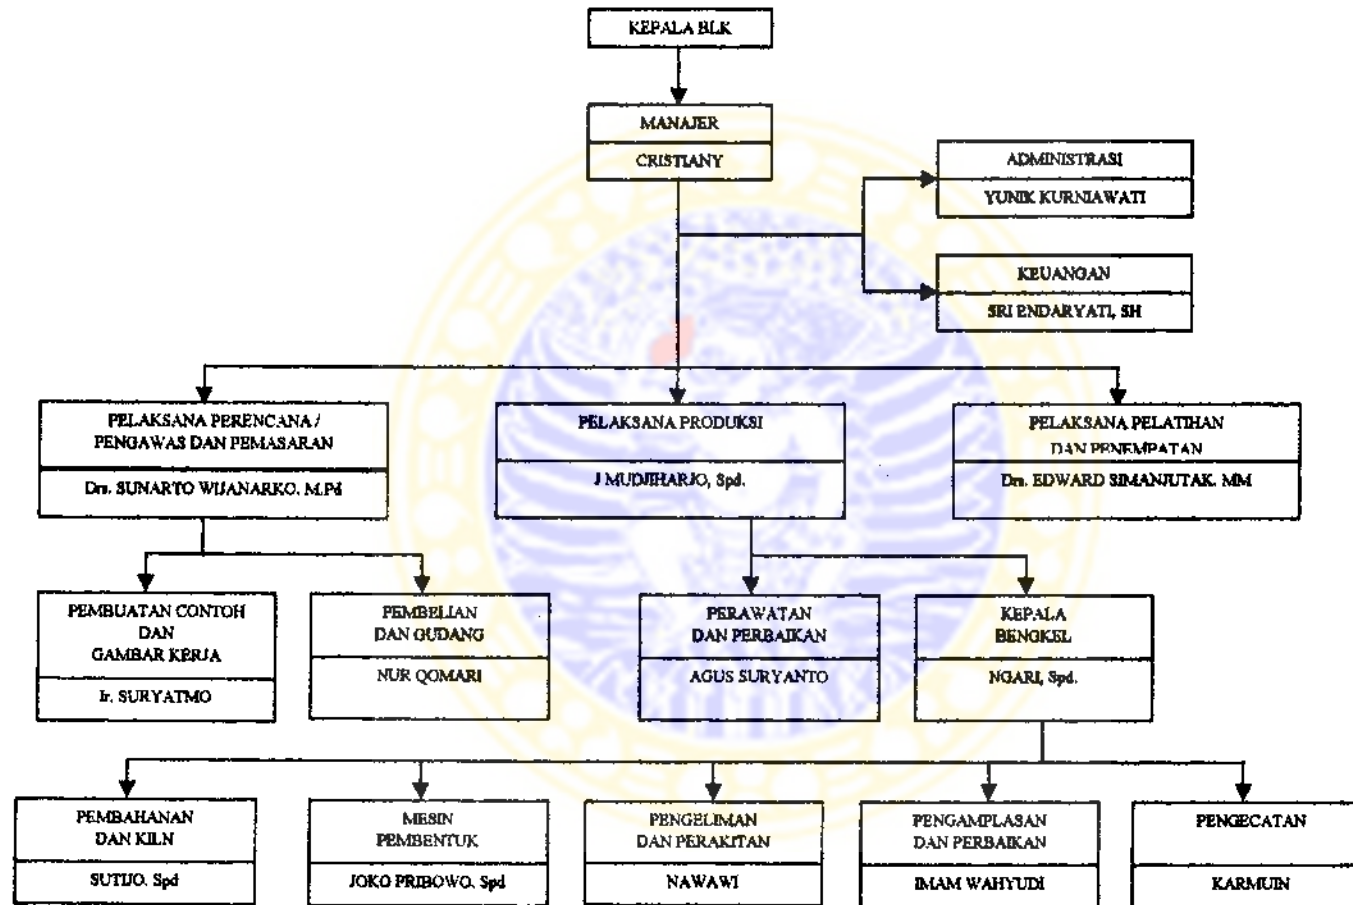 KEPALA BLK
MANAJER
CRISTIANY
ADMINISTRASI
YUNIK KURNIAWATI
KEUANGAN
SRI ENDARYATI, SH
PELAKSANA PERENCANA /
PENGAWAS DAN PEMASARAN
Drs. SUNARTO WIJANARKO. M.Pd
PELAKSANA PRODUKSI
J MUDJIHARJO, Spd.
PELAKSANA PELATIHAN
DAN PENEMPATAN
Drs. EDWARD SIMANJUTAK. MM
PEMBUATAN CONTOH
DAN
GAMBAR KERJA
Ir. SURYATMO
PEMBELIAN
DAN GUDANG
NUR QOMARI
PERAWATAN
DAN PERBAIKAN
AGUS SURYANTO
KEPALA
BENGKEL
NGARI, Spd.
PEMBAHANAN
DAN KILN
SUTIJO. Spd
MESIN
PEMBENTUK
JOKO PRIBOWO. Spd
PENGELIMAN
DAN PERAKITAN
NAWAWI
PENGAMPLASAN
DAN PERBAIKAN
IMAM WAHYUDI
PENGECATAN
KARMUIN